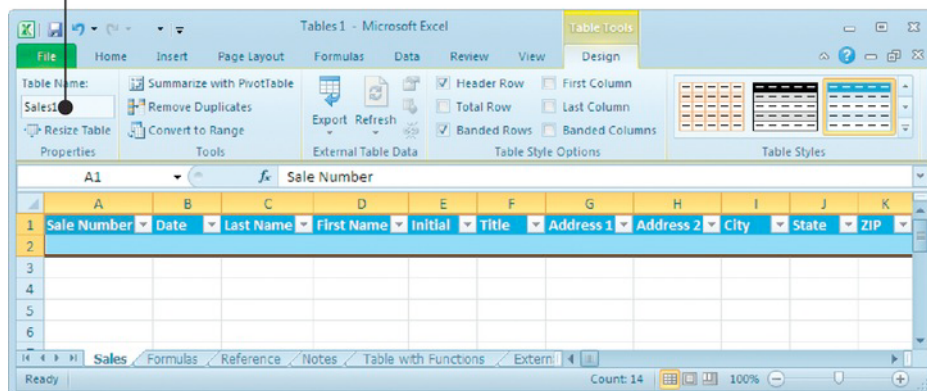 Tables1 - Microsoft Excel
Table Tools
File Home Insert Page Layout Formulas Data Review View Design
Table Name:
Sales1
Resize Table
Properties
Summarize with PivotTable
Remove Duplicates
Convert to Range
Tools
Export Refresh
External Table Data
Header Row First Column
Total Row Last Column
Banded Rows Banded Columns
Table Style Options
Table Styles
A1 fx Sale Number
A B C D E F G H I J K
1 Sale Number Date Last Name First Name Initial Title Address 1 Address 2 City State ZIP
2
3
4
5
6
Sales Formulas Reference Notes Table with Functions Extern
Ready Count: 14 100%